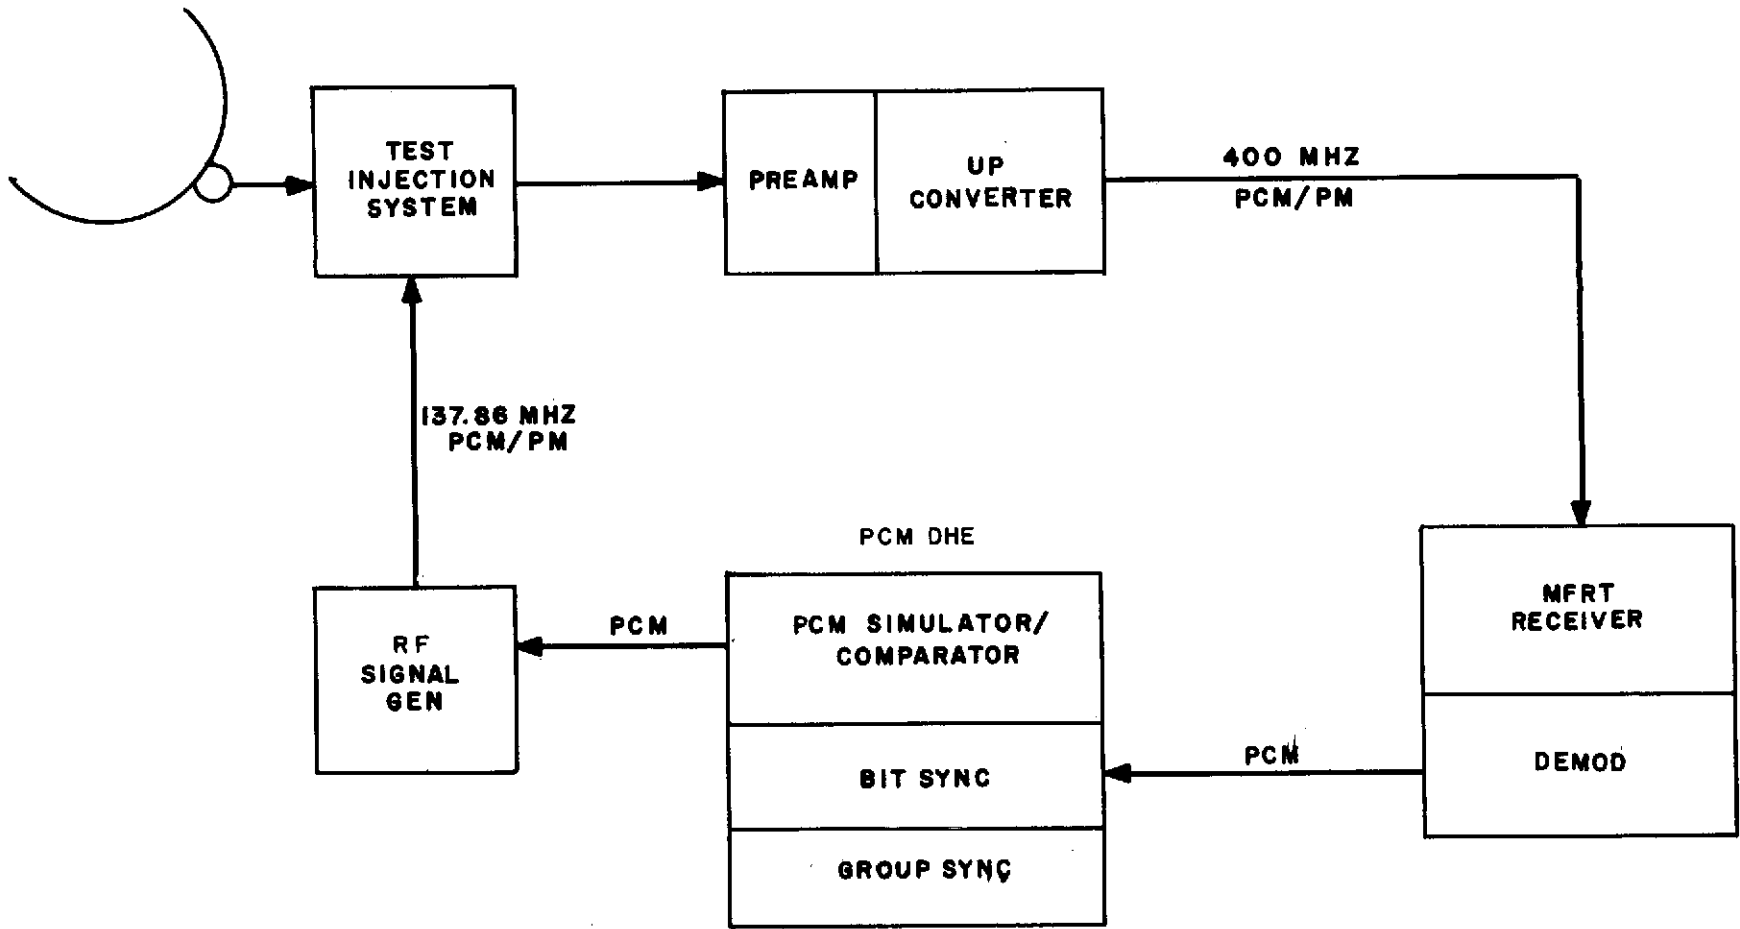 TEST
INJECTION
SYSTEM
PREAMP
UP
CONVERTER
400 MHZ
PCM/PM
137.86 MHZ
PCM/PM
PCM DHE
MFRT
RECEIVER
DEMOD
RF
SIGNAL
GEN
PCM
PCM SIMULATOR/
COMPARATOR
BIT SYNC
GROUP SYNC
PCM